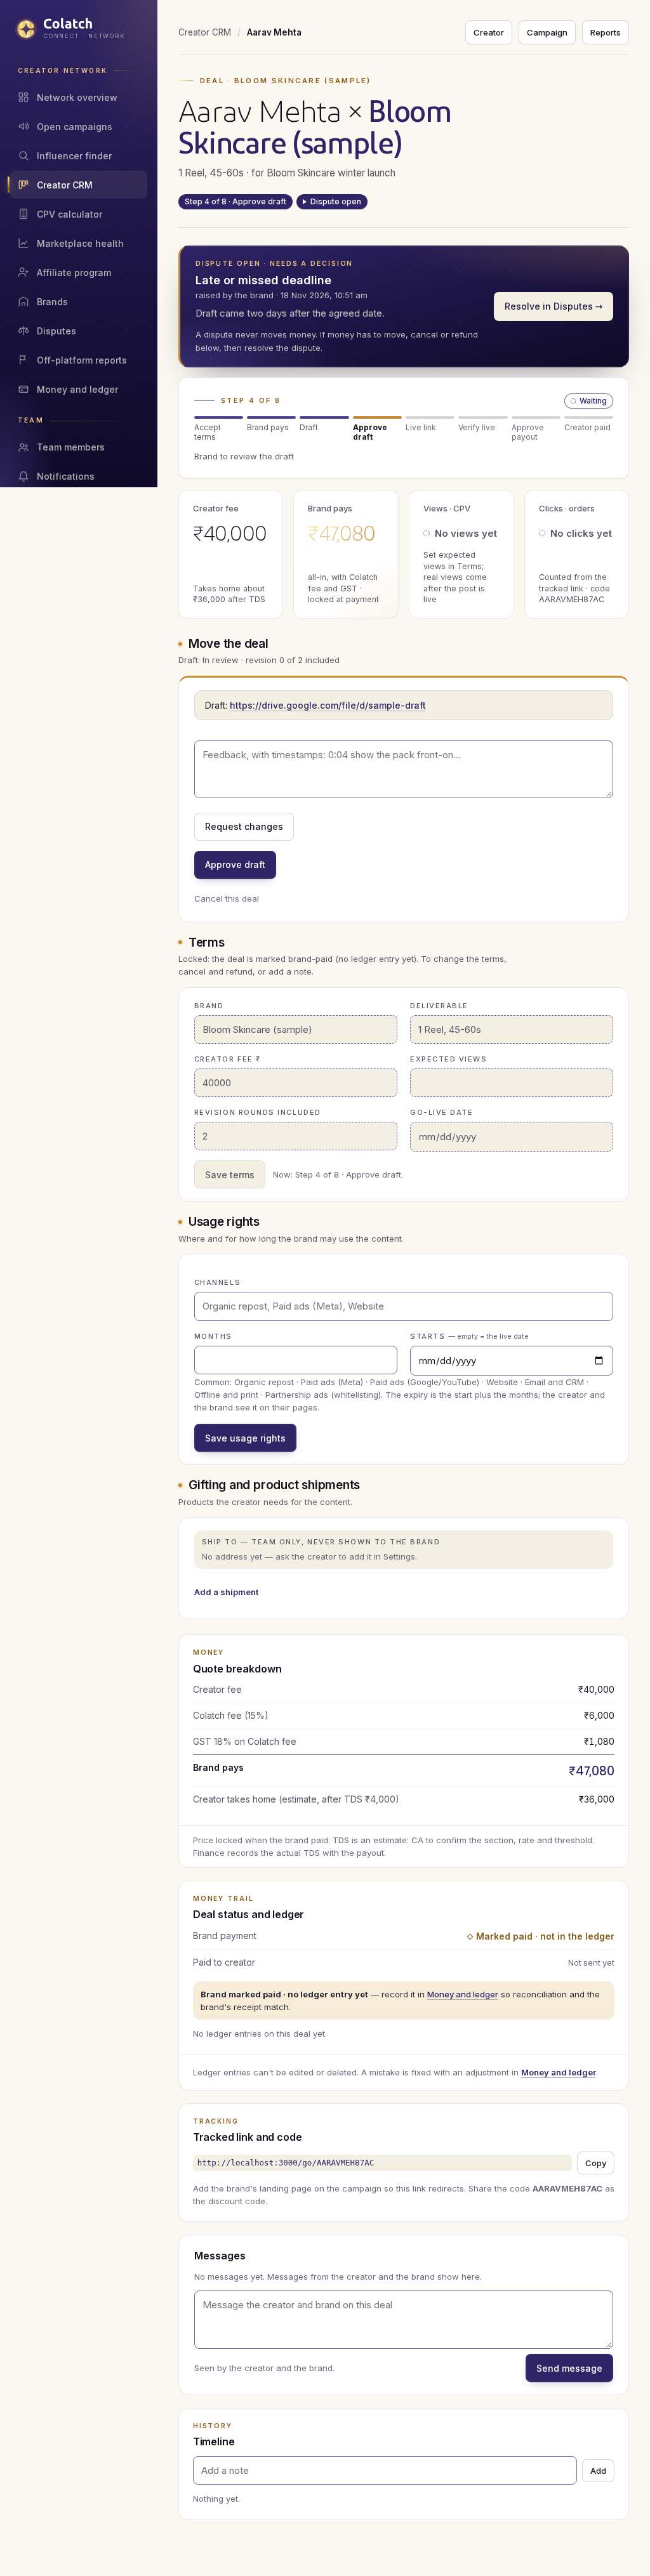 Colatch
CONNECT · NETWORK
CREATOR NETWORK
Network overview
Open campaigns
Influencer finder
Creator CRM
CPV calculator
Marketplace health
Affiliate program
Brands
Disputes
Off-platform reports
Money and ledger
TEAM
Team members
Notifications
Creator CRM / Aarav Mehta
Creator
Campaign
Reports
DEAL · BLOOM SKINCARE (SAMPLE)
Aarav Mehta × Bloom
Skincare (sample)
1 Reel, 45-60s · for Bloom Skincare winter launch
Step 4 of 8 · Approve draft
Dispute open
DISPUTE OPEN · NEEDS A DECISION
Late or missed deadline
raised by the brand · 18 Nov 2026, 10:51 am
Draft came two days after the agreed date.
A dispute never moves money. If money has to move, cancel or refund
below, then resolve the dispute.
Resolve in Disputes →
STEP 4 OF 8
Waiting
Accept
terms
Brand pays
Draft
Approve
draft
Live link
Verify live
Approve
payout
Creator paid
Brand to review the draft
Creator fee
₹40,000
Takes home about
₹36,000 after TDS
Brand pays
₹47,080
all-in, with Colatch
fee and GST ·
locked at payment
Views · CPV
No views yet
Set expected
views in Terms;
real views come
after the post is
live
Clicks · orders
No clicks yet
Counted from the
tracked link · code
AARAVMEH87AC
Move the deal
Draft: In review · revision 0 of 2 included
Draft: https://drive.google.com/file/d/sample-draft
Feedback, with timestamps: 0:04 show the pack front-on...
Request changes
Approve draft
Cancel this deal
Terms
Locked: the deal is marked brand-paid (no ledger entry yet). To change the terms,
cancel and refund, or add a note.
BRAND
Bloom Skincare (sample)
DELIVERABLE
1 Reel, 45-60s
CREATOR FEE ₹
40000
EXPECTED VIEWS
REVISION ROUNDS INCLUDED
2
GO-LIVE DATE
mm/dd/yyyy
Save terms
Now: Step 4 of 8 · Approve draft.
Usage rights
Where and for how long the brand may use the content.
CHANNELS
Organic repost, Paid ads (Meta), Website
MONTHS
STARTS — empty = the live date
mm/dd/yyyy
Common: Organic repost · Paid ads (Meta) · Paid ads (Google/YouTube) · Website · Email and CRM ·
Offline and print · Partnership ads (whitelisting). The expiry is the start plus the months; the creator and
the brand see it on their pages.
Save usage rights
Gifting and product shipments
Products the creator needs for the content.
SHIP TO — TEAM ONLY, NEVER SHOWN TO THE BRAND
No address yet — ask the creator to add it in Settings.
Add a shipment
MONEY
Quote breakdown
Creator fee ₹40,000
Colatch fee (15%) ₹6,000
GST 18% on Colatch fee ₹1,080
Brand pays ₹47,080
Creator takes home (estimate, after TDS ₹4,000) ₹36,000
Price locked when the brand paid. TDS is an estimate: CA to confirm the section, rate and threshold.
Finance records the actual TDS with the payout.
MONEY TRAIL
Deal status and ledger
Brand payment ◇ Marked paid · not in the ledger
Paid to creator Not sent yet
Brand marked paid · no ledger entry yet — record it in Money and ledger so reconciliation and the
brand's receipt match.
No ledger entries on this deal yet.
Ledger entries can't be edited or deleted. A mistake is fixed with an adjustment in Money and ledger.
TRACKING
Tracked link and code
http://localhost:3000/go/AARAVMEH87AC
Copy
Add the brand's landing page on the campaign so this link redirects. Share the code AARAVMEH87AC as
the discount code.
Messages
No messages yet. Messages from the creator and the brand show here.
Message the creator and brand on this deal
Seen by the creator and the brand.
Send message
HISTORY
Timeline
Add a note
Add
Nothing yet.